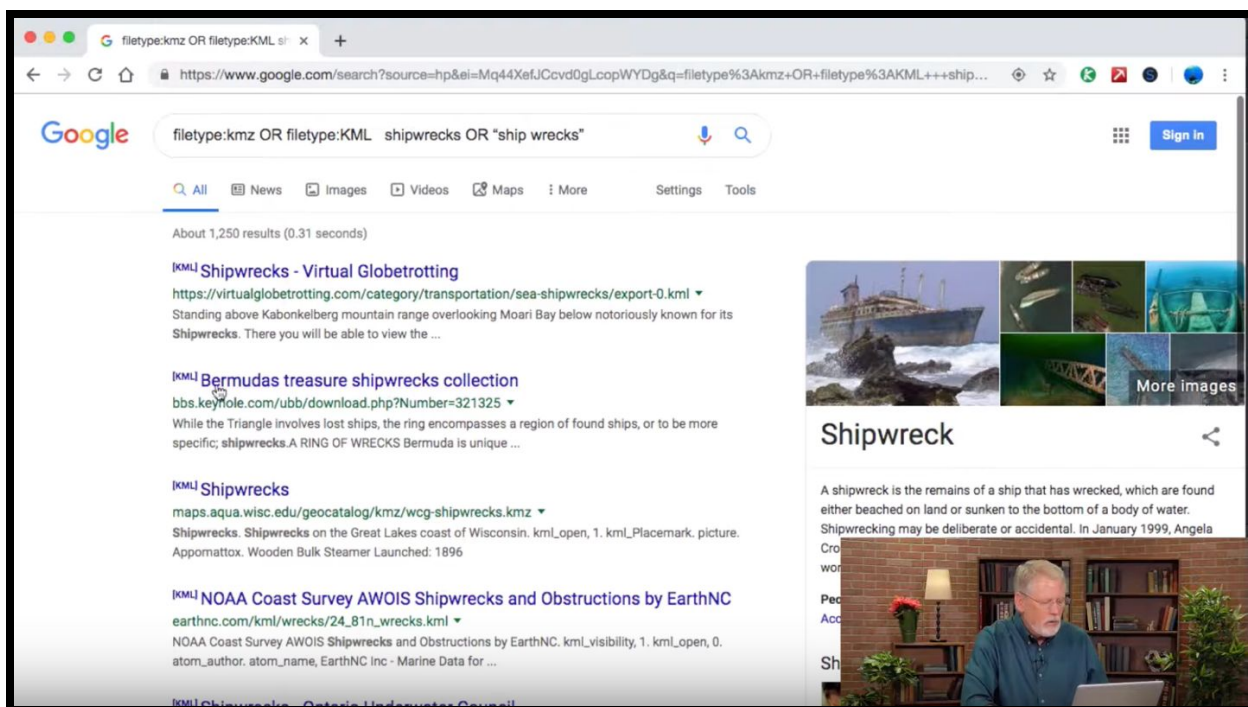 filetype:kmz OR filetype:KML sh
https://www.google.com/search?source=hp&ei=Mq44XefJCcvd0gLcopWYDg&q=filetype%3Akmz+OR+filetype%3AKML+++ship...
Google
filetype:kmz OR filetype:KML shipwrecks OR “ship wrecks”
Sign in
All News Images Videos Maps More Settings Tools
About 1,250 results (0.31 seconds)
[KML] Shipwrecks - Virtual Globetrotting
https://virtualglobetrotting.com/category/transportation/sea-shipwrecks/export-0.kml
Standing above Kabonkelberg mountain range overlooking Moari Bay below notoriously known for its
Shipwrecks. There you will be able to view the ...
[KML] Bermudas treasure shipwrecks collection
bbs.keyhole.com/ubb/download.php?Number=321325
While the Triangle involves lost ships, the ring encompasses a region of found ships, or to be more
specific; shipwrecks.A RING OF WRECKS Bermuda is unique ...
[KML] Shipwrecks
maps.aqua.wisc.edu/geocatalog/kmz/wcg-shipwrecks.kmz
Shipwrecks. Shipwrecks on the Great Lakes coast of Wisconsin. kml_open, 1. kml_Placemark. picture.
Appomattox. Wooden Bulk Steamer Launched: 1896
[KML] NOAA Coast Survey AWOIS Shipwrecks and Obstructions by EarthNC
earthnc.com/kml/wrecks/24_81n_wrecks.kml
NOAA Coast Survey AWOIS Shipwrecks and Obstructions by EarthNC. kml_visibility, 1. kml_open, 0.
atom_author. atom_name, EarthNC Inc - Marine Data for ...
[KML] Shipwrecks - Ontario Underwater Council
More images
Shipwreck
A shipwreck is the remains of a ship that has wrecked, which are found
either beached on land or sunken to the bottom of a body of water.
Shipwrecking may be deliberate or accidental. In January 1999, Angela
Cro
wor
Peo
Acc
Sh